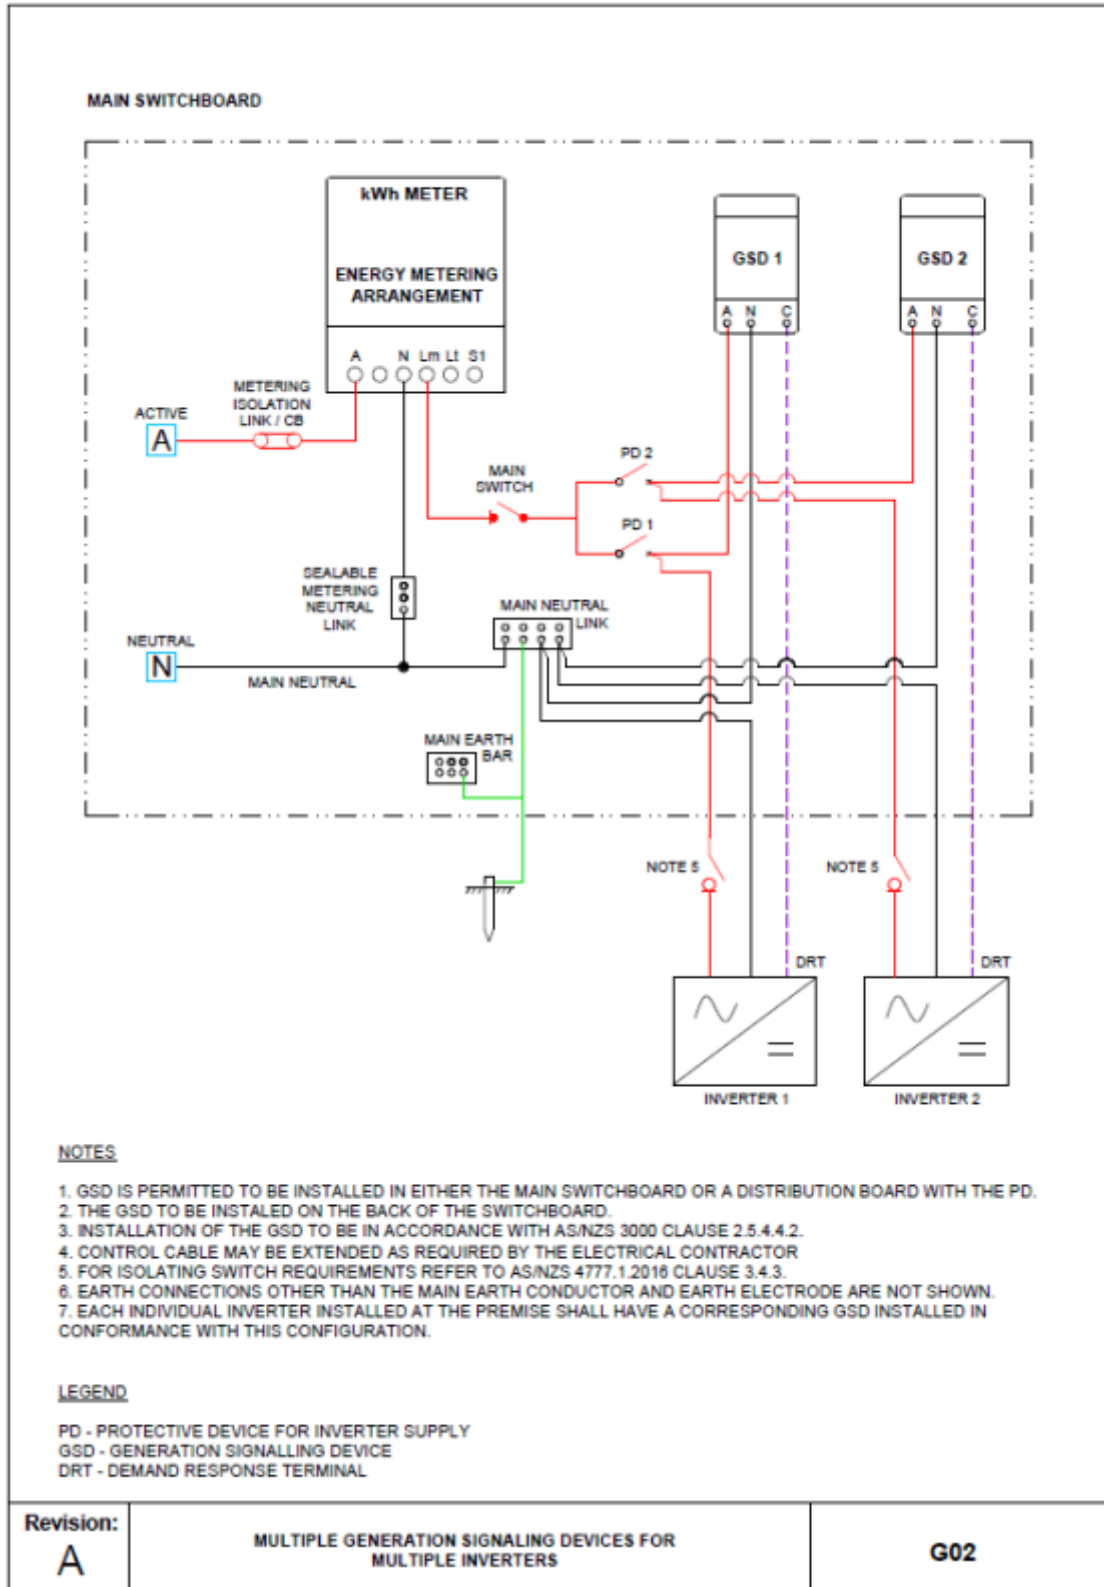 MAIN SWITCHBOARD
kWh METER
ENERGY METERING
ARRANGEMENT
A N Lm Lt S1
GSD 1
A N C
GSD 2
A N C
METERING
ISOLATION
LINK / CB
ACTIVE
A
MAIN
SWITCH
PD 2
PD 1
SEALABLE
METERING
NEUTRAL
LINK
MAIN NEUTRAL
LINK
NEUTRAL
N
MAIN NEUTRAL
MAIN EARTH
BAR
NOTE 5
NOTE 5
DRT
DRT
INVERTER 1
INVERTER 2
NOTES
1. GSD IS PERMITTED TO BE INSTALLED IN EITHER THE MAIN SWITCHBOARD OR A DISTRIBUTION BOARD WITH THE PD.
2. THE GSD TO BE INSTALED ON THE BACK OF THE SWITCHBOARD.
3. INSTALLATION OF THE GSD TO BE IN ACCORDANCE WITH AS/NZS 3000 CLAUSE 2.5.4.4.2.
4. CONTROL CABLE MAY BE EXTENDED AS REQUIRED BY THE ELECTRICAL CONTRACTOR
5. FOR ISOLATING SWITCH REQUIREMENTS REFER TO AS/NZS 4777.1.2016 CLAUSE 3.4.3.
6. EARTH CONNECTIONS OTHER THAN THE MAIN EARTH CONDUCTOR AND EARTH ELECTRODE ARE NOT SHOWN.
7. EACH INDIVIDUAL INVERTER INSTALLED AT THE PREMISE SHALL HAVE A CORRESPONDING GSD INSTALLED IN
CONFORMANCE WITH THIS CONFIGURATION.
LEGEND
PD - PROTECTIVE DEVICE FOR INVERTER SUPPLY
GSD - GENERATION SIGNALLING DEVICE
DRT - DEMAND RESPONSE TERMINAL
Revision:
A
MULTIPLE GENERATION SIGNALING DEVICES FOR
MULTIPLE INVERTERS
G02